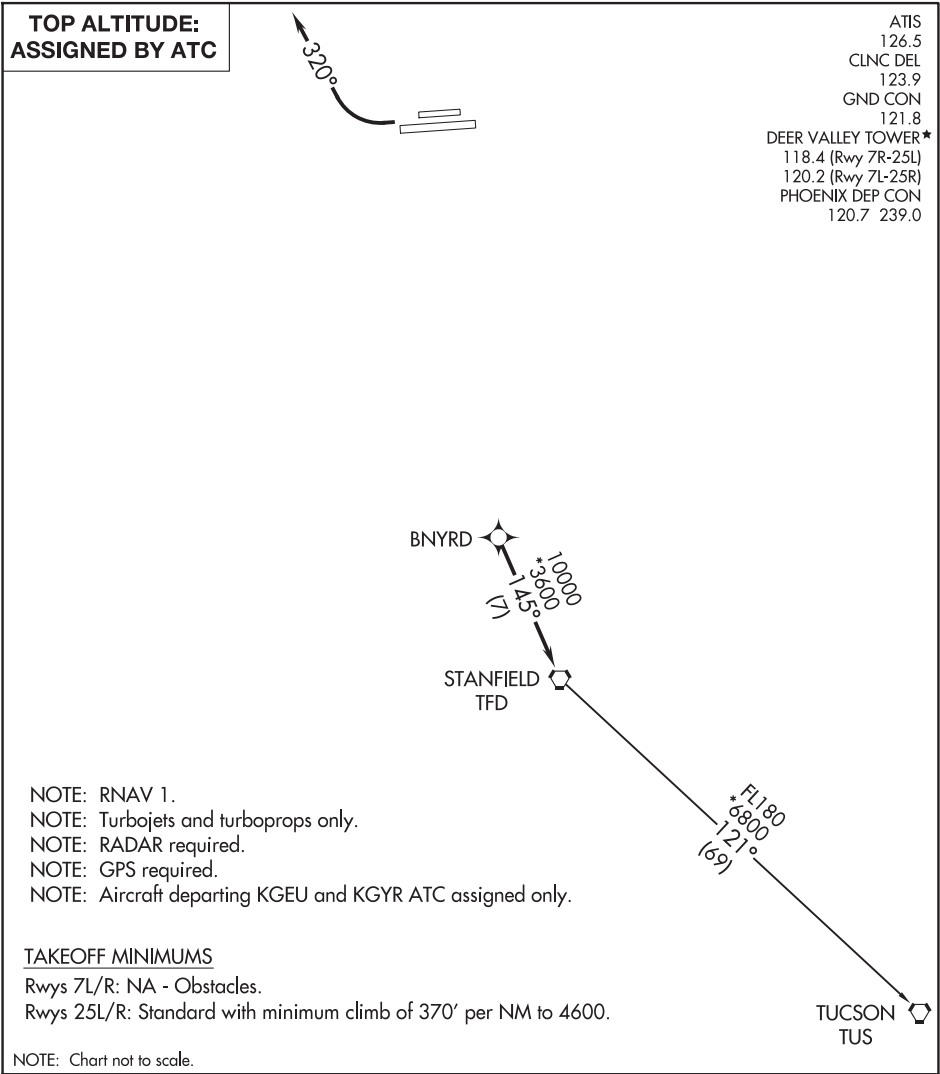 TOP ALTITUDE:
ASSIGNED BY ATC
320°
ATIS
126.5
CLNC DEL
123.9
GND CON
121.8
DEER VALLEY TOWER★
118.4 (Rwy 7R-25L)
120.2 (Rwy 7L-25R)
PHOENIX DEP CON
120.7 239.0
BNYRD
10000
*3600
145°
(7)
STANFIELD
TFD
FL180
*6800
121°
(69)
TUCSON
TUS
NOTE: RNAV 1.
NOTE: Turbojets and turboprops only.
NOTE: RADAR required.
NOTE: GPS required.
NOTE: Aircraft departing KGEU and KGYR ATC assigned only.
TAKEOFF MINIMUMS
Rwys 7L/R: NA - Obstacles.
Rwys 25L/R: Standard with minimum climb of 370' per NM to 4600.
NOTE: Chart not to scale.